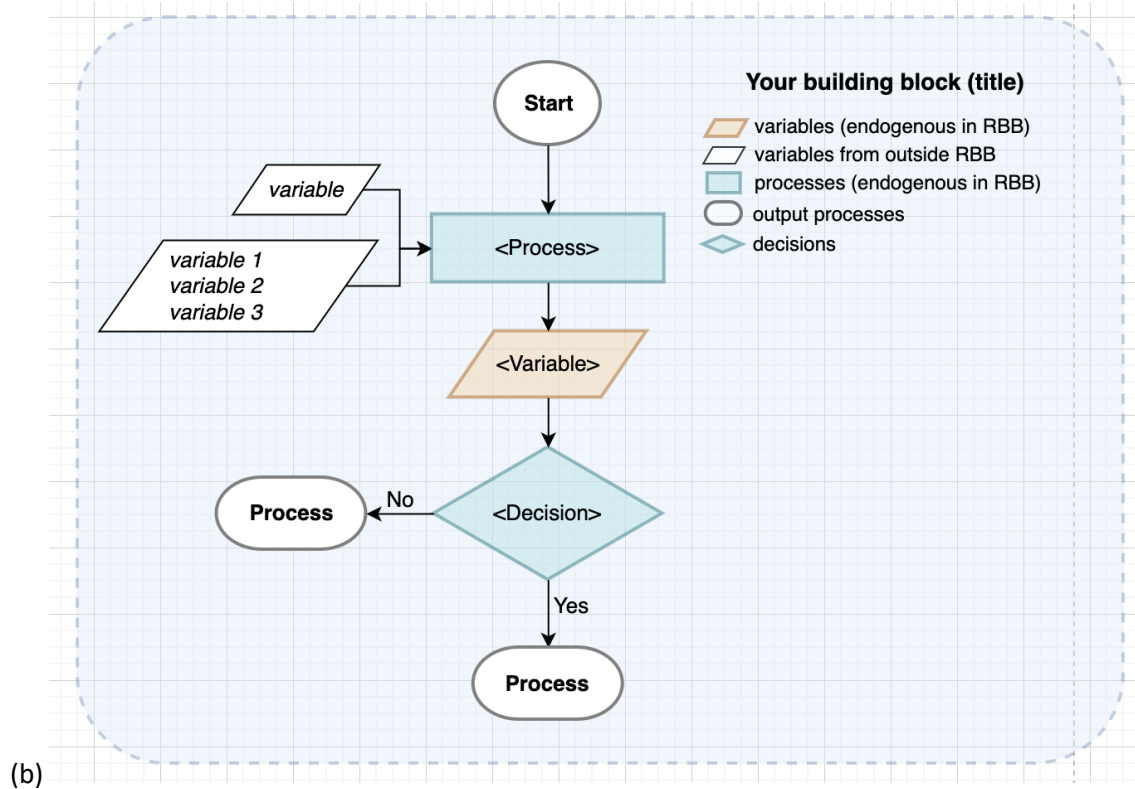 Your building block (title)
variables (endogenous in RBB)
variables from outside RBB
processes (endogenous in RBB)
output processes
decisions
Start
variable
variable 1
variable 2
variable 3
<Process>
<Variable>
<Decision>
No
Process
Yes
Process
(b)